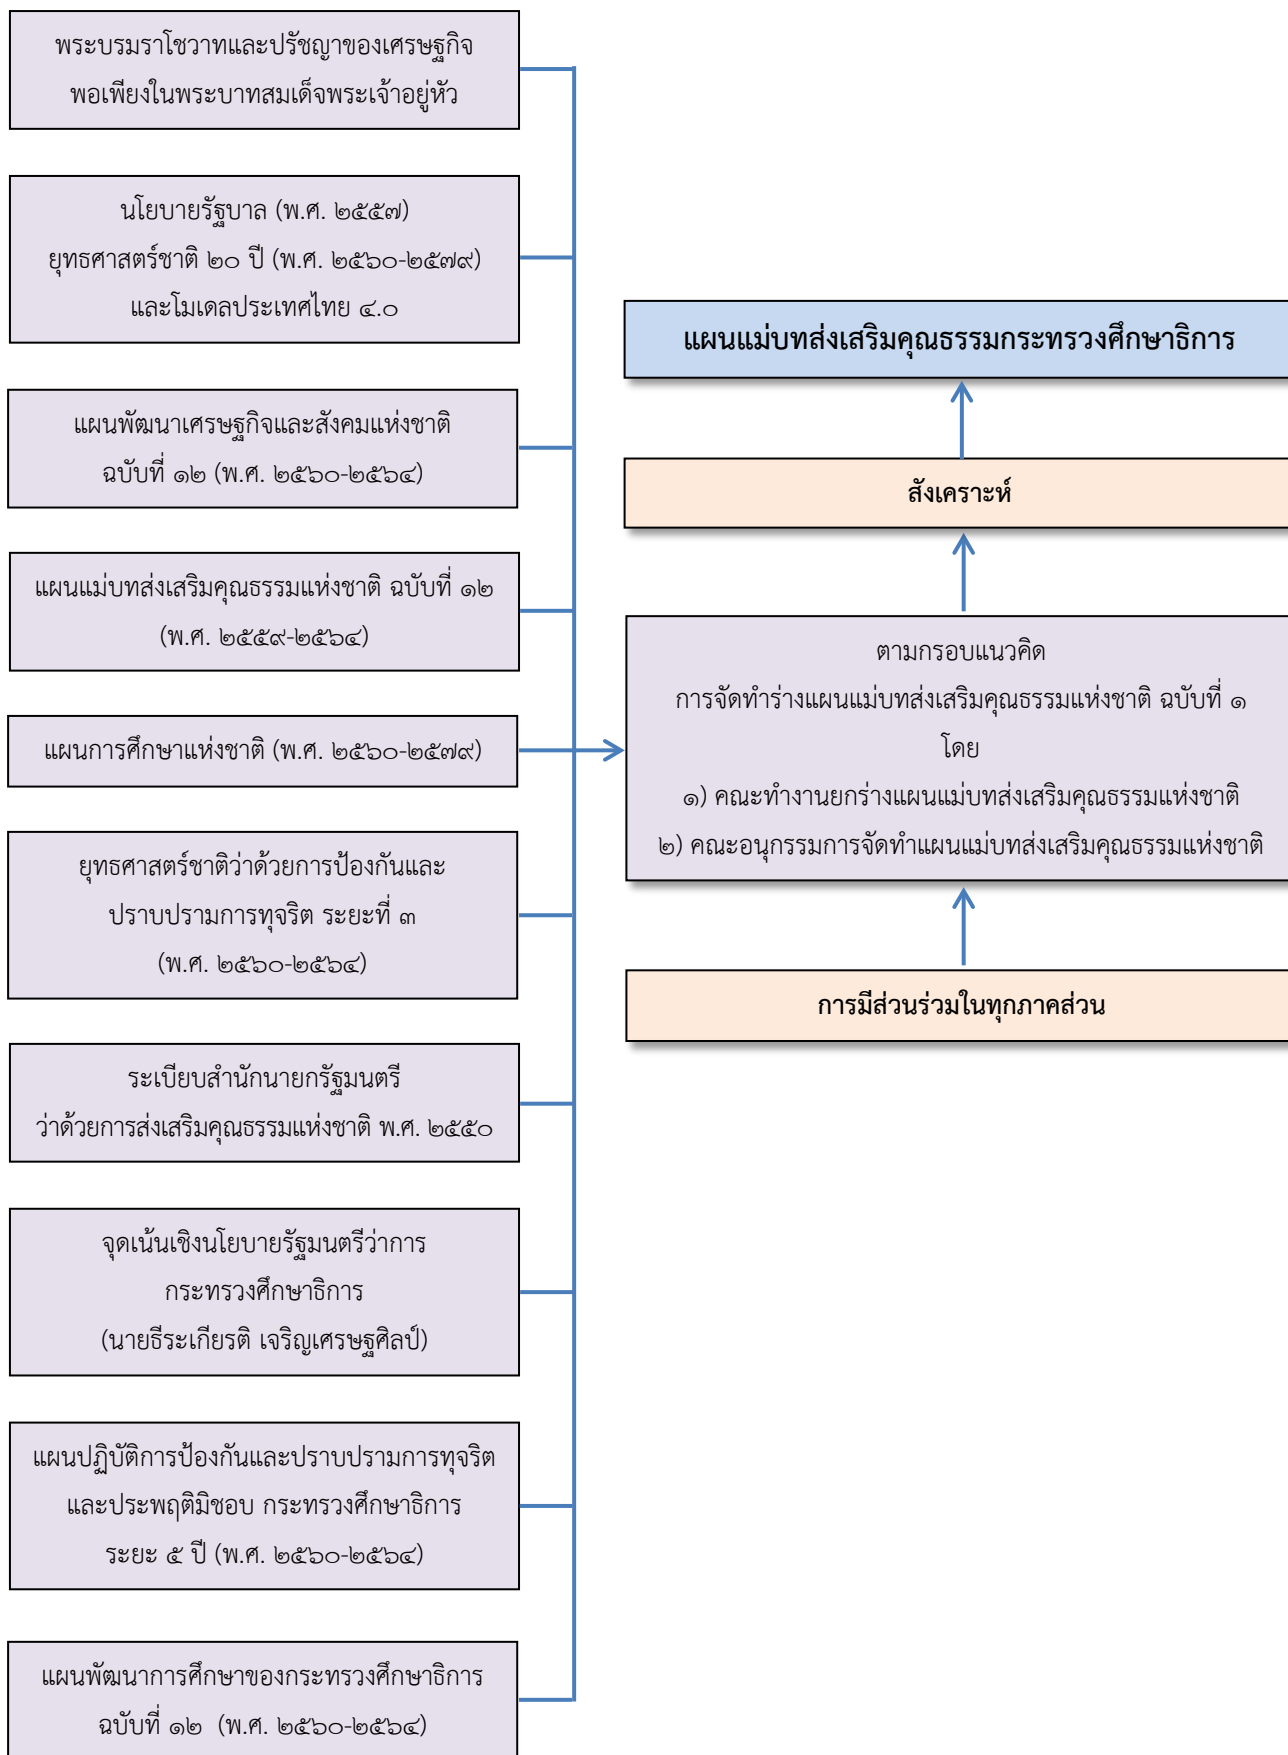 พระบรมราโชวาทและปรัชญาของเศรษฐกิจ
พอเพียงในพระบาทสมเด็จพระเจ้าอยู่หัว
นโยบายรัฐบาล (พ.ศ. ๒๕๕๗)
ยุทธศาสตร์ชาติ ๒๐ ปี (พ.ศ. ๒๕๖๐-๒๕๗๙)
และโมเดลประเทศไทย ๔.๐
แผนพัฒนาเศรษฐกิจและสังคมแห่งชาติ
ฉบับที่ ๑๒ (พ.ศ. ๒๕๖๐-๒๕๖๔)
แผนแม่บทส่งเสริมคุณธรรมแห่งชาติ ฉบับที่ ๑๒
(พ.ศ. ๒๕๕๙-๒๕๖๔)
แผนการศึกษาแห่งชาติ (พ.ศ. ๒๕๖๐-๒๕๗๙)
ยุทธศาสตร์ชาติว่าด้วยการป้องกันและ
ปราบปรามการทุจริต ระยะที่ ๓
(พ.ศ. ๒๕๖๐-๒๕๖๔)
ระเบียบสำนักนายกรัฐมนตรี
ว่าด้วยการส่งเสริมคุณธรรมแห่งชาติ พ.ศ. ๒๕๕๐
จุดเน้นเชิงนโยบายรัฐมนตรีว่าการ
กระทรวงศึกษาธิการ
(นายธีระเกียรติ เจริญเศรษฐศิลป์)
แผนปฏิบัติการป้องกันและปราบปรามการทุจริต
และประพฤติมิชอบ กระทรวงศึกษาธิการ
ระยะ ๕ ปี (พ.ศ. ๒๕๖๐-๒๕๖๔)
แผนพัฒนาการศึกษาของกระทรวงศึกษาธิการ
ฉบับที่ ๑๒ (พ.ศ. ๒๕๖๐-๒๕๖๔)
แผนแม่บทส่งเสริมคุณธรรมกระทรวงศึกษาธิการ
สังเคราะห์
ตามกรอบแนวคิด
การจัดทำร่างแผนแม่บทส่งเสริมคุณธรรมแห่งชาติ ฉบับที่ ๑
โดย
๑) คณะทำงานยกร่างแผนแม่บทส่งเสริมคุณธรรมแห่งชาติ
๒) คณะอนุกรรมการจัดทำแผนแม่บทส่งเสริมคุณธรรมแห่งชาติ
การมีส่วนร่วมในทุกภาคส่วน